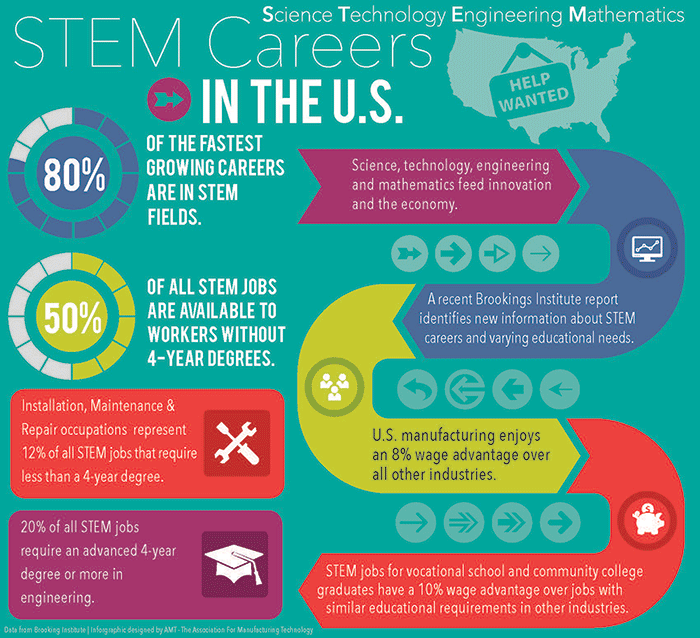 Science Technology Engineering Mathematics
STEM Careers
IN THE U.S.
HELP
WANTED
80%
OF THE FASTEST
GROWING CAREERS
ARE IN STEM
FIELDS.
50%
OF ALL STEM JOBS
ARE AVAILABLE TO
WORKERS WITHOUT
4-YEAR DEGREES.
Installation, Maintenance &
Repair occupations represent
12% of all STEM jobs that require
less than a 4-year degree.
20% of all STEM jobs
require an advanced 4-year
degree or more in
engineering.
Science, technology, engineering
and mathematics feed innovation
and the economy.
A recent Brookings Institute report
identifies new information about STEM
careers and varying educational needs.
U.S. manufacturing enjoys
an 8% wage advantage over
all other industries.
STEM jobs for vocational school and community college
graduates have a 10% wage advantage over jobs with
similar educational requirements in other industries.
Data from Brooking Institute | Infographic designed by AMT - The Association For Manufacturing Technology